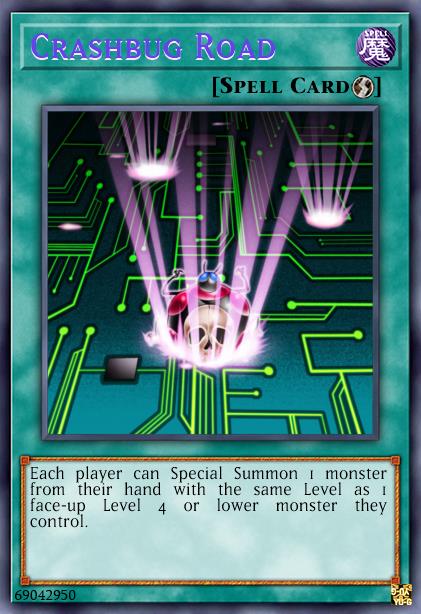 Crashbug Road
SPELL
魔
[Spell Card]
Each player can Special Summon 1 monster
from their hand with the same Level as 1
face-up Level 4 or lower monster they
control.
69042950